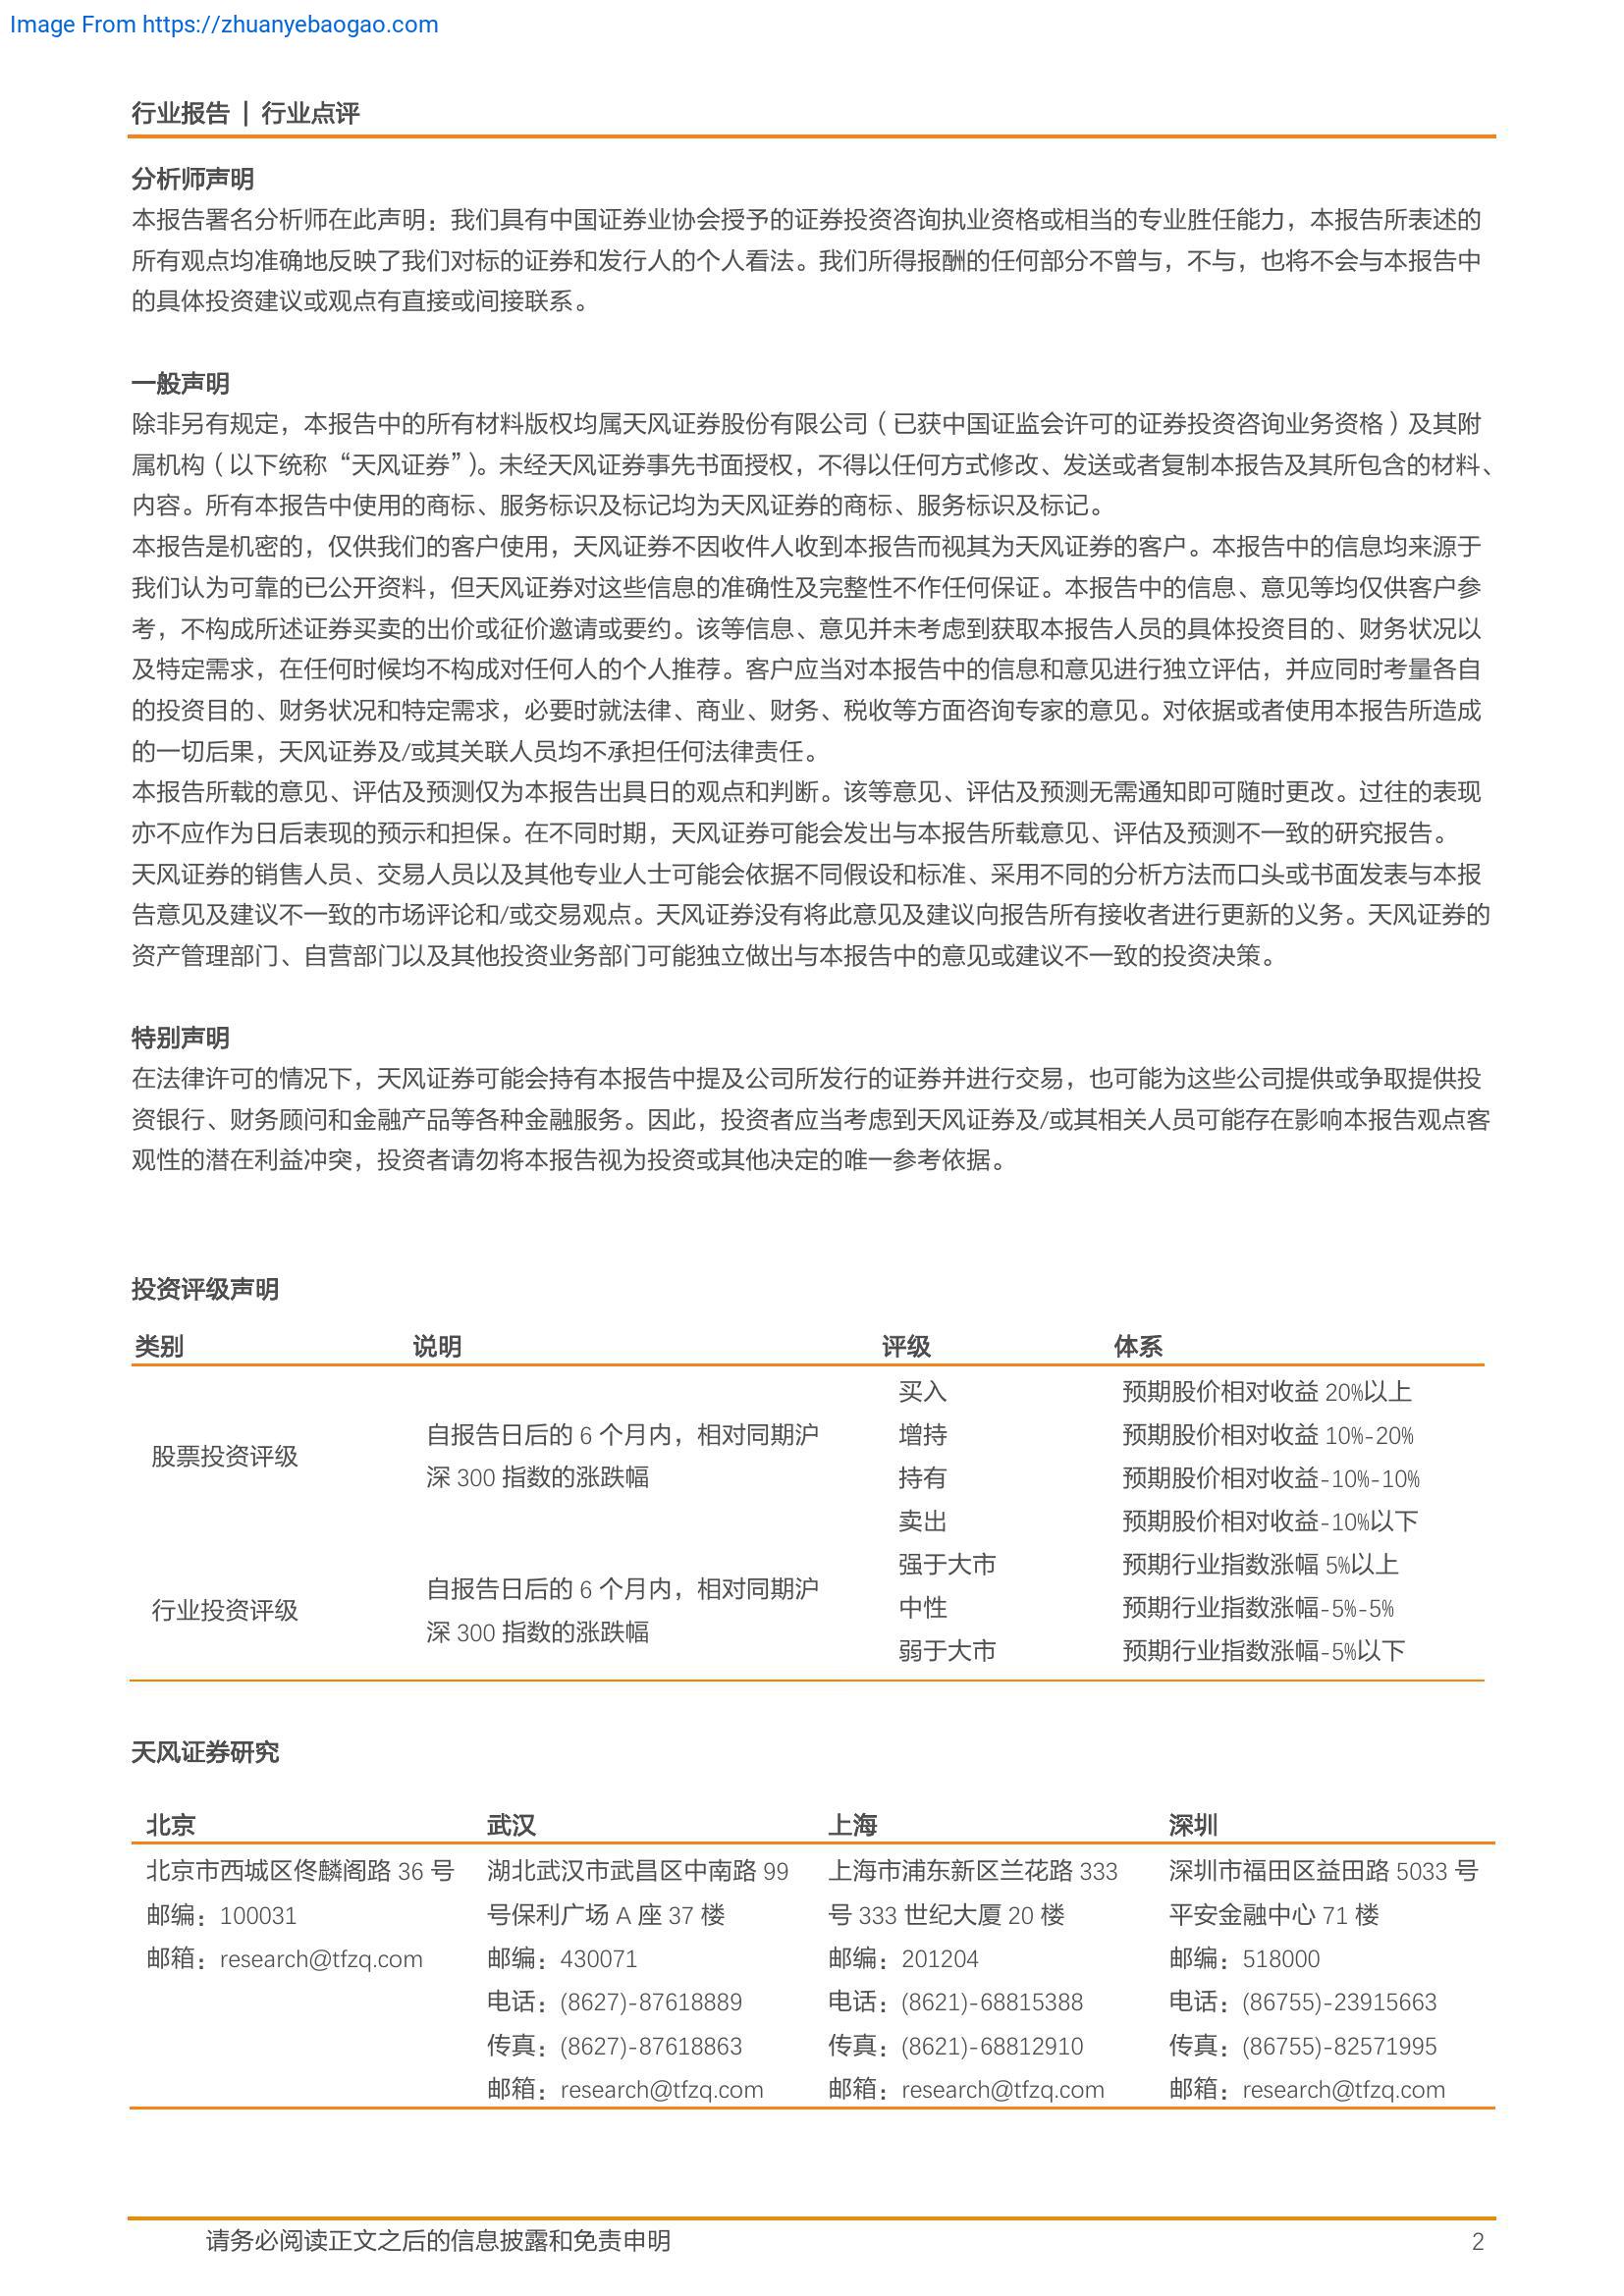 Image From https://zhuanyebaogao.com
行业报告 | 行业点评
分析师声明
本报告署名分析师在此声明：我们具有中国证券业协会授予的证券投资咨询执业资格或相当的专业胜任能力，本报告所表述的
所有观点均准确地反映了我们对标的证券和发行人的个人看法。我们所得报酬的任何部分不曾与，不与，也将不会与本报告中
的具体投资建议或观点有直接或间接联系。
一般声明
除非另有规定，本报告中的所有材料版权均属天风证券股份有限公司（已获中国证监会许可的证券投资咨询业务资格）及其附
属机构（以下统称“天风证券”）。未经天风证券事先书面授权，不得以任何方式修改、发送或者复制本报告及其所包含的材料、
内容。所有本报告中使用的商标、服务标识及标记均为天风证券的商标、服务标识及标记。
本报告是机密的，仅供我们的客户使用，天风证券不因收件人收到本报告而视其为天风证券的客户。本报告中的信息均来源于
我们认为可靠的已公开资料，但天风证券对这些信息的准确性及完整性不作任何保证。本报告中的信息、意见等均仅供客户参
考，不构成所述证券买卖的出价或征价邀请或要约。该等信息、意见并未考虑到获取本报告人员的具体投资目的、财务状况以
及特定需求，在任何时候均不构成对任何人的个人推荐。客户应当对本报告中的信息和意见进行独立评估，并应同时考量各自
的投资目的、财务状况和特定需求，必要时就法律、商业、财务、税收等方面咨询专家的意见。对依据或者使用本报告所造成
的一切后果，天风证券及/或其关联人员均不承担任何法律责任。
本报告所载的意见、评估及预测仅为本报告出具日的观点和判断。该等意见、评估及预测无需通知即可随时更改。过往的表现
亦不应作为日后表现的预示和担保。在不同时期，天风证券可能会发出与本报告所载意见、评估及预测不一致的研究报告。
天风证券的销售人员、交易人员以及其他专业人士可能会依据不同假设和标准、采用不同的分析方法而口头或书面发表与本报
告意见及建议不一致的市场评论和/或交易观点。天风证券没有将此意见及建议向报告所有接收者进行更新的义务。天风证券的
资产管理部门、自营部门以及其他投资业务部门可能独立做出与本报告中的意见或建议不一致的投资决策。
特别声明
在法律许可的情况下，天风证券可能会持有本报告中提及公司所发行的证券并进行交易，也可能为这些公司提供或争取提供投
资银行、财务顾问和金融产品等各种金融服务。因此，投资者应当考虑到天风证券及/或其相关人员可能存在影响本报告观点客
观性的潜在利益冲突，投资者请勿将本报告视为投资或其他决定的唯一参考依据。
投资评级声明
类别 说明 评级 体系
股票投资评级
自报告日后的 6 个月内，相对同期沪
深 300 指数的涨跌幅
买入 预期股价相对收益 20%以上
增持 预期股价相对收益 10%-20%
持有 预期股价相对收益-10%-10%
卖出 预期股价相对收益-10%以下
行业投资评级
自报告日后的 6 个月内，相对同期沪
深 300 指数的涨跌幅
强于大市 预期行业指数涨幅 5%以上
中性 预期行业指数涨幅-5%-5%
弱于大市 预期行业指数涨幅-5%以下
天风证券研究
北京 武汉 上海 深圳
北京市西城区佟麟阁路 36 号 湖北武汉市武昌区中南路 99 上海市浦东新区兰花路 333 深圳市福田区益田路 5033 号
邮编：100031 号保利广场 A 座 37 楼 号 333 世纪大厦 20 楼 平安金融中心 71 楼
邮箱：research@tfzq.com 邮编：430071 邮编：201204 邮编：518000
电话：(8627)-87618889 电话：(8621)-68815388 电话：(86755)-23915663
传真：(8627)-87618863 传真：(8621)-68812910 传真：(86755)-82571995
邮箱：research@tfzq.com 邮箱：research@tfzq.com 邮箱：research@tfzq.com
请务必阅读正文之后的信息披露和免责申明 2